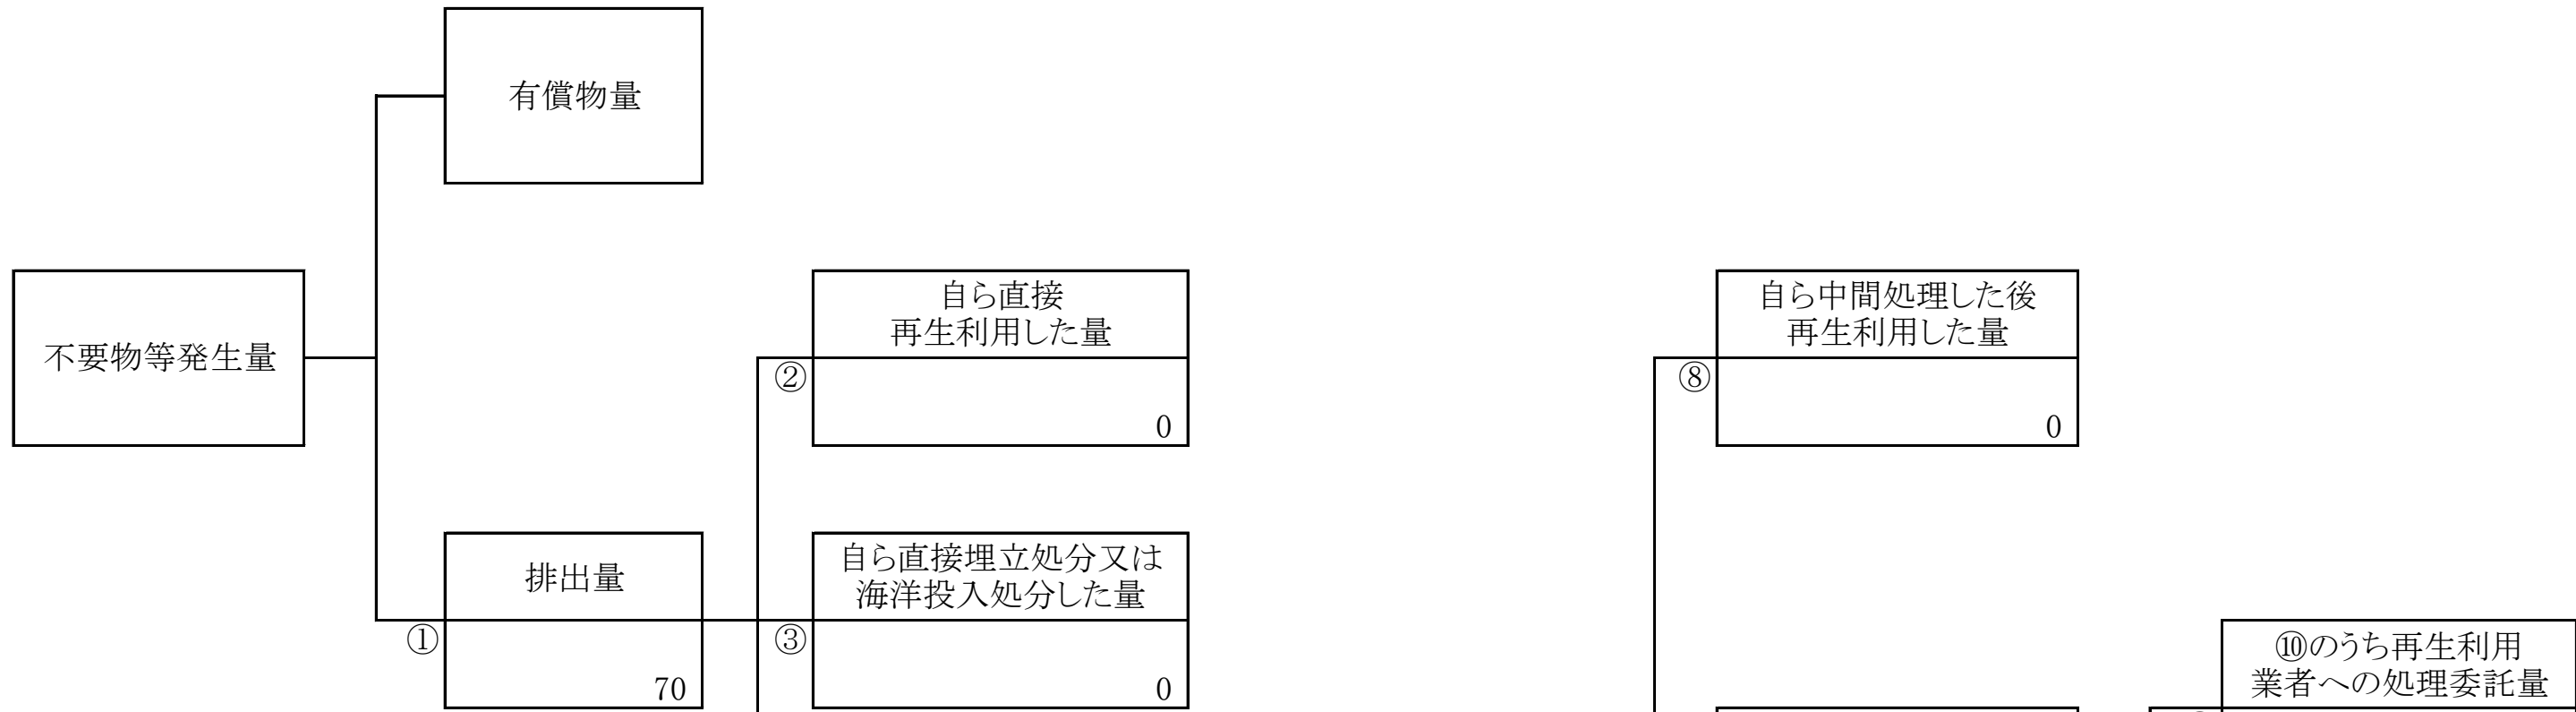 有償物量
不要物等発生量
自ら直接
再生利用した量
②
0
自ら中間処理した後
再生利用した量
⑧
0
排出量
①
70
自ら直接埋立処分又は
海洋投入処分した量
③
0
⑩のうち再生利用
業者への処理委託量